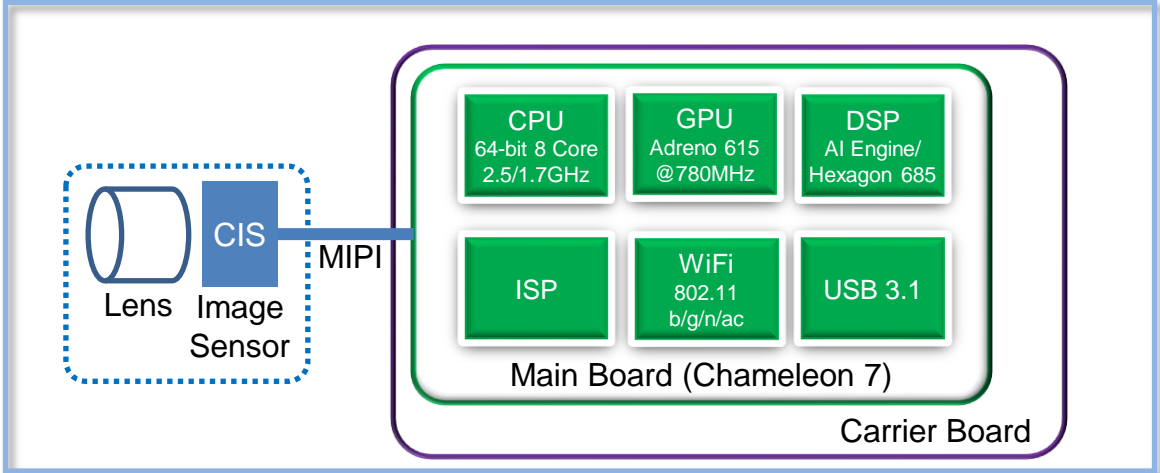 CPU
64-bit 8 Core
2.5/1.7GHz
GPU
Adreno 615
@780MHz
DSP
AI Engine/
Hexagon 685
CIS
MIPI
Lens
Image
Sensor
ISP
WiFi
802.11
b/g/n/ac
USB 3.1
Main Board (Chameleon 7)
Carrier Board